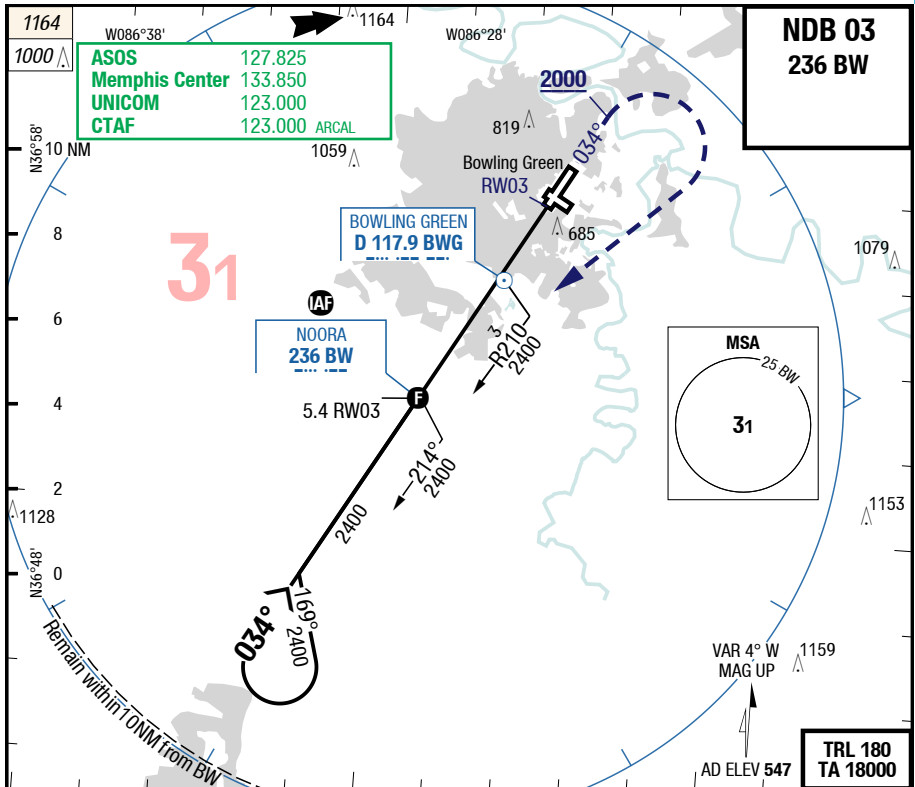 1164
1000
W086°38'
1164
W086°28'
NDB 03
236 BW
ASOS 127.825
Memphis Center 133.850
UNICOM 123.000
CTAF 123.000 ARCAL
2000
034°
819
N36°58'
10 NM
1059
Bowling Green
RW03
BOWLING GREEN
D 117.9 BWG
685
8
31
1079
IAF
6
NOORA
236 BW
3
R210
2400
MSA
25 BW
31
F
5.4 RW03
4
214°
2400
2
1128
2400
1153
N36°48'
0
169°
2400
034°
Remain within 10NM from BW
VAR 4° W
MAG UP
1159
AD ELEV 547
TRL 180
TA 18000